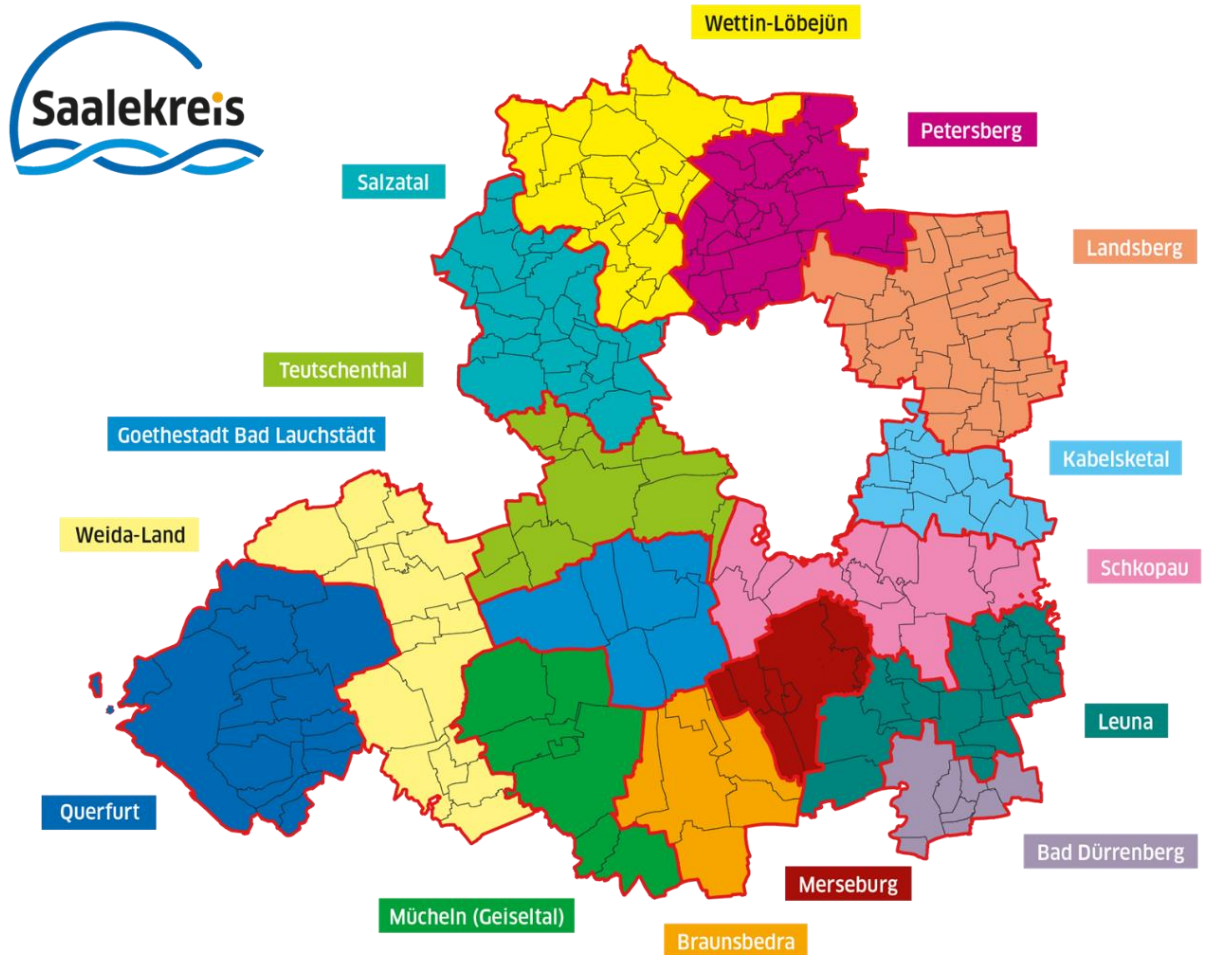 Wettin-Löbejün
Saalekreis
Petersberg
Salzatal
Landsberg
Teutschenthal
Goethestadt Bad Lauchstädt
Kabelsketal
Weida-Land
Schkopau
Leuna
Querfurt
Bad Dürrenberg
Merseburg
Mücheln (Geiseltal)
Braunsbedra